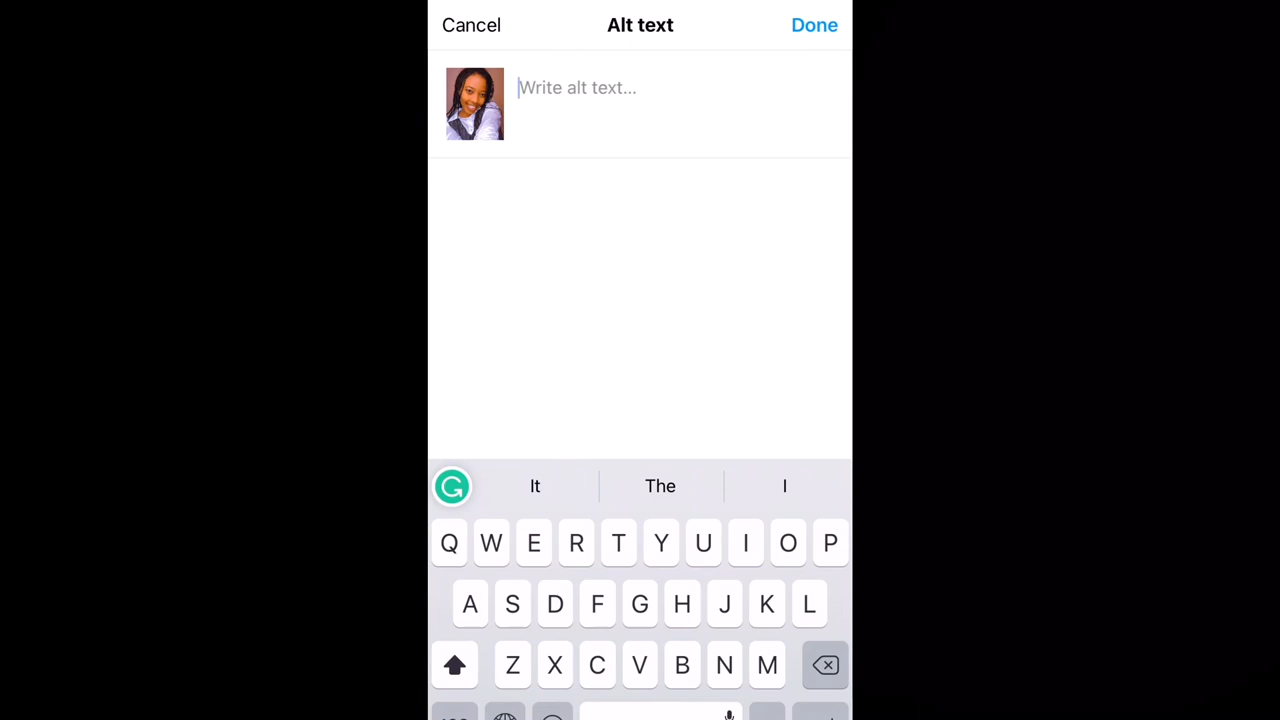 Cancel Alt text Done
Write alt text...
It The I
Q W E R T Y U I O P
A S D F G H J K L
Z X C V B N M